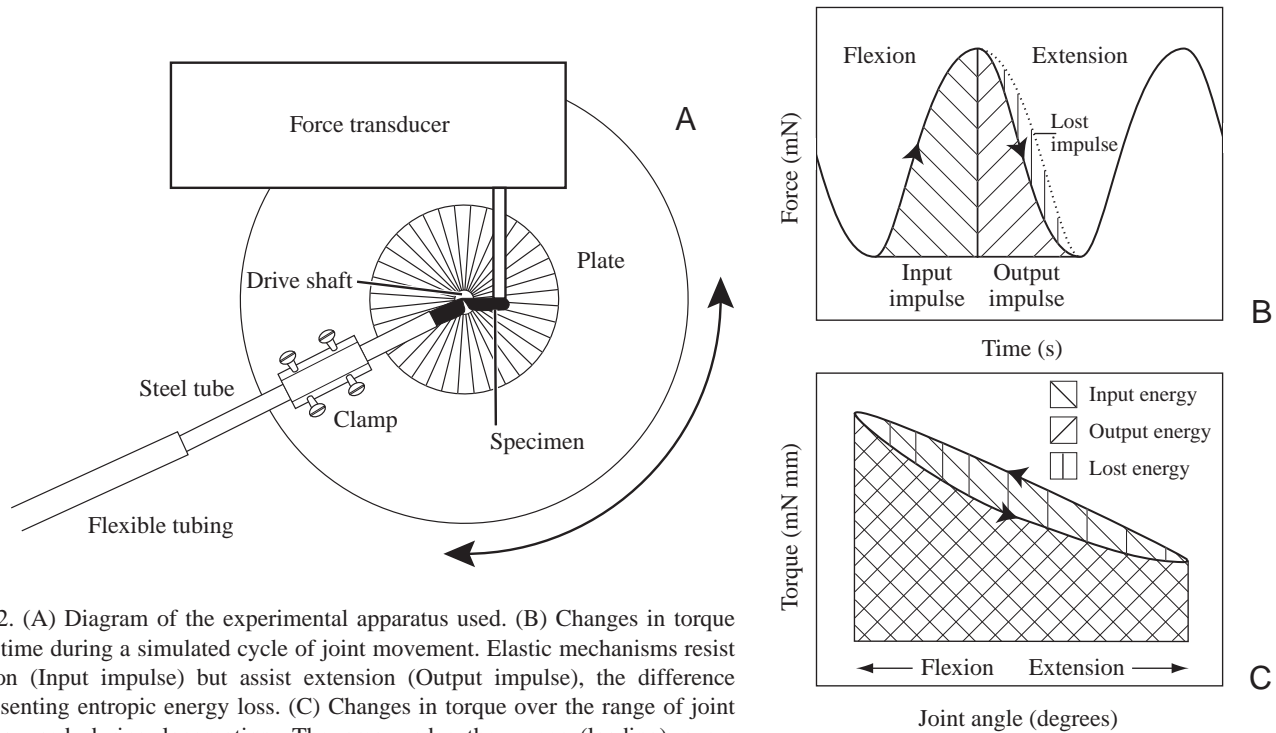 Force transducer
A
Drive shaft
Plate
Steel tube
Clamp
Specimen
Flexible tubing
Force (mN)
Flexion
Extension
Lost
impulse
Input
impulse
Output
impulse
Time (s)
B
Torque (mN mm)
Input energy
Output energy
Lost energy
Flexion
Extension
Joint angle (degrees)
C
2. (A) Diagram of the experimental apparatus used. (B) Changes in torque
time during a simulated cycle of joint movement. Elastic mechanisms resist
on (Input impulse) but assist extension (Output impulse), the difference
senting entropic energy loss. (C) Changes in torque over the range of joint